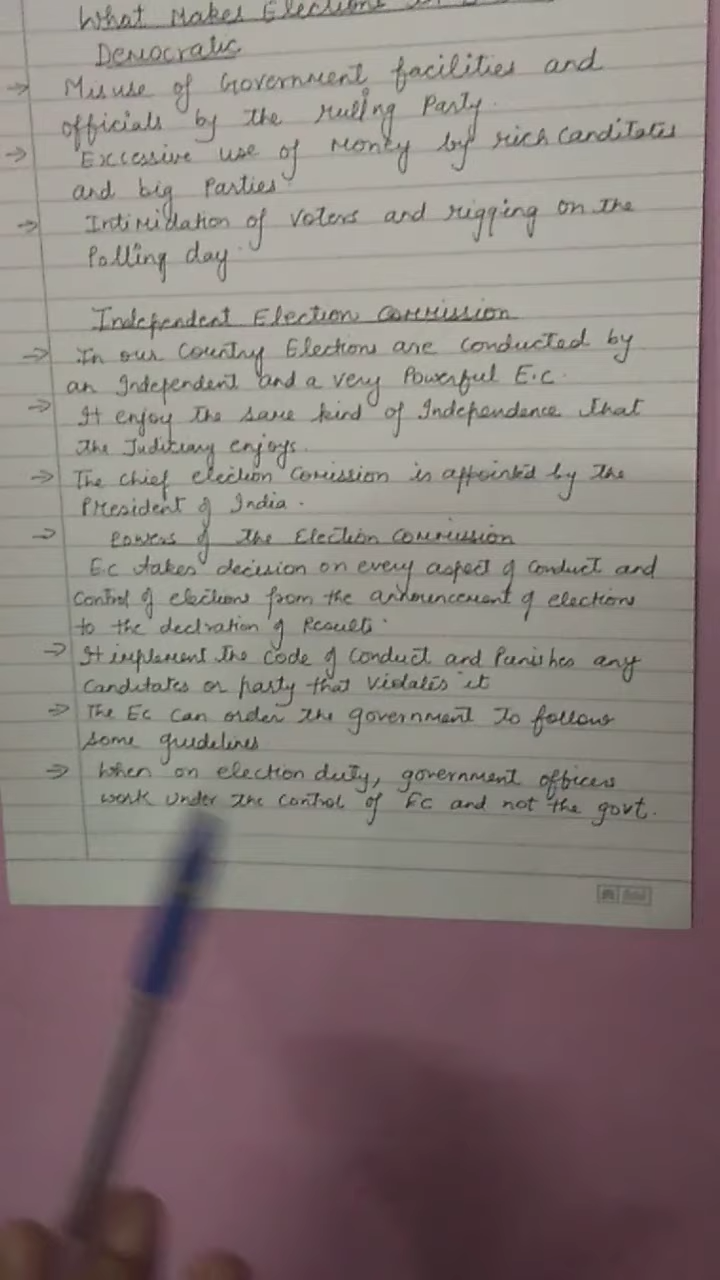 What Makes Elections
Democratic
→ Misuse of Government facilities and
officials by the ruling Party.
→ Excessive use of Money by rich canditates
and big Parties
→ Intimidation of voters and rigging on the
Polling day.
Independent Election Commission
→ In our Country Elections are conducted by
an Independent and a very Powerful E.C.
→ It enjoy the same kind of Independence that
the Judiciary enjoys.
→ The chief election Comission is appointed by the
President of India.
→ Powers of the Election Commission
EC takes decision on every aspect of conduct and
control of elections from the announcement of elections
to the declration of Results.
→ It implement the code of conduct and Punishes any
canditates or party that violates it
→ The EC can order the government to follow
some guidelines
→ When on election duty, government officers
work under the control of EC and not the govt.